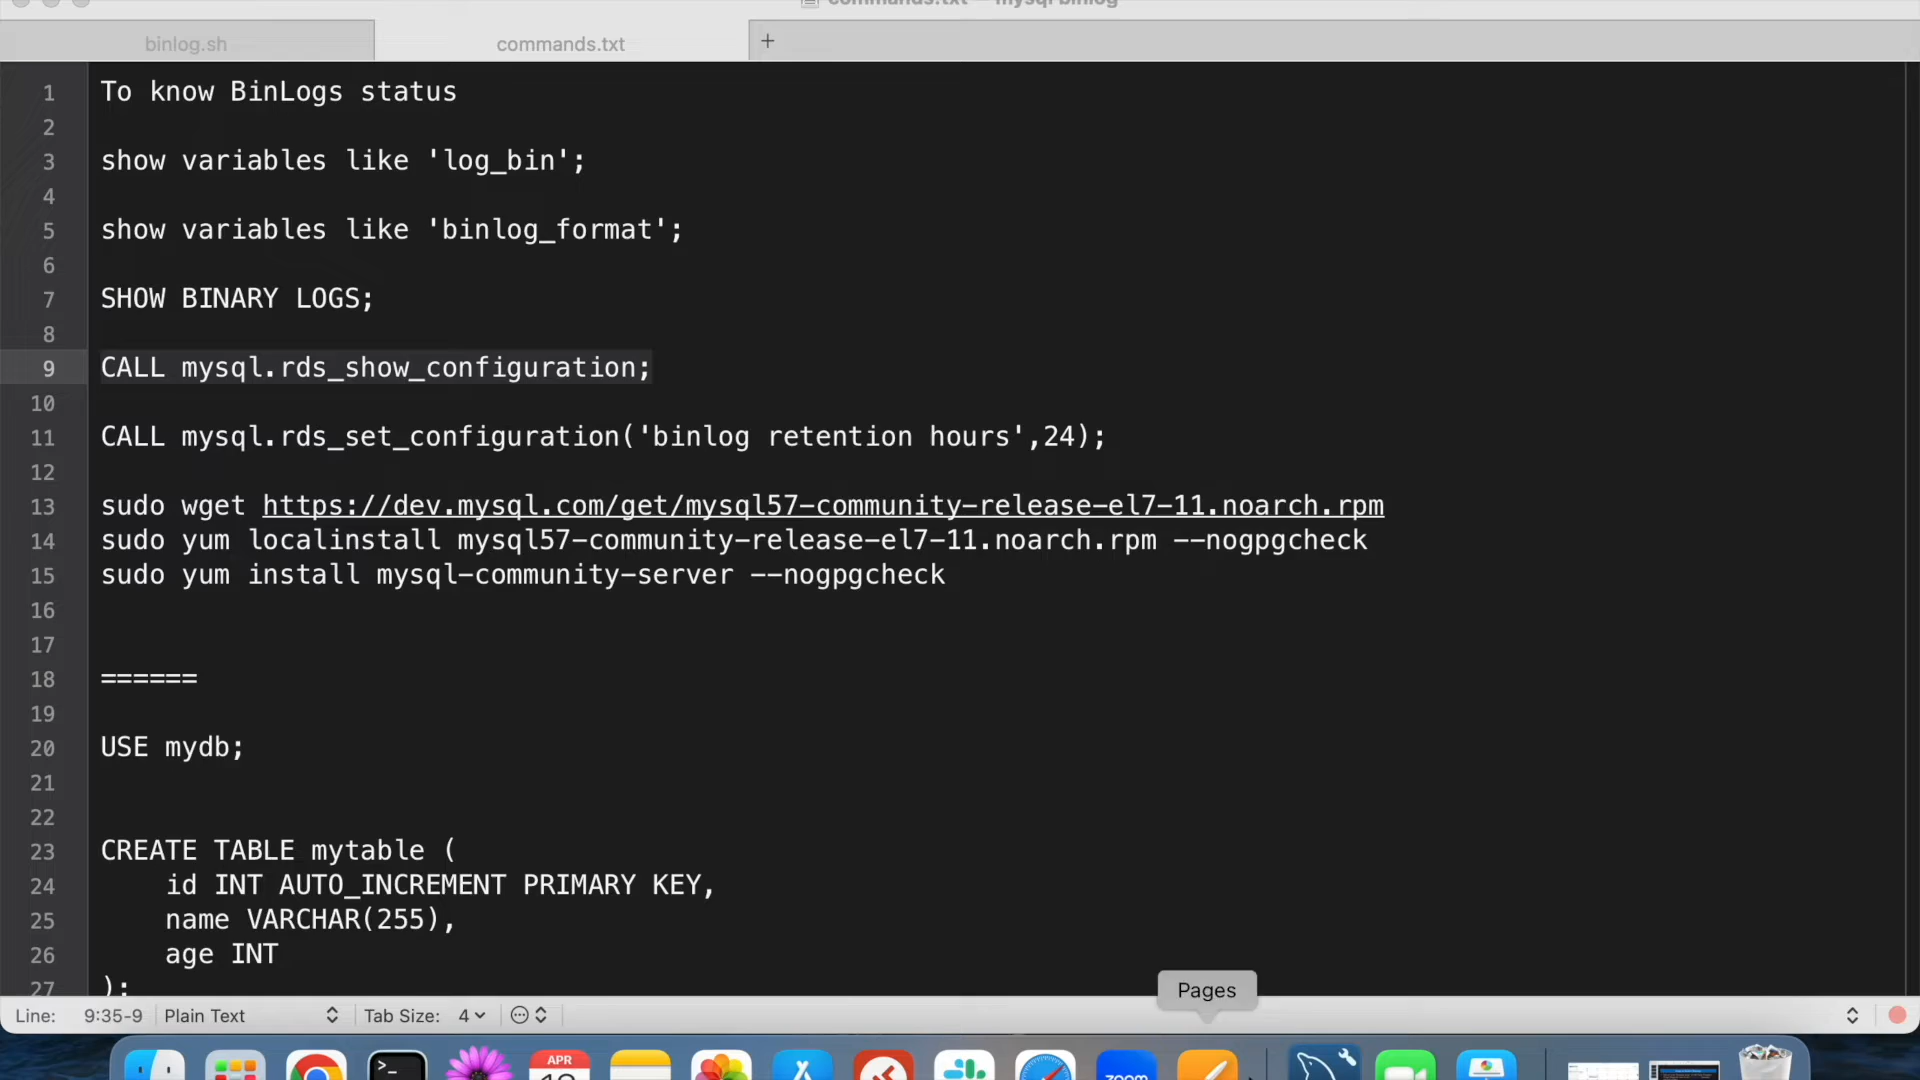 commands.txt — mysql binlog
binlog.sh
commands.txt
+
1 To know BinLogs status
2
3 show variables like 'log_bin';
4
5 show variables like 'binlog_format';
6
7 SHOW BINARY LOGS;
8
9 CALL mysql.rds_show_configuration;
10
11 CALL mysql.rds_set_configuration('binlog retention hours',24);
12
13 sudo wget https://dev.mysql.com/get/mysql57-community-release-el7-11.noarch.rpm
14 sudo yum localinstall mysql57-community-release-el7-11.noarch.rpm --nogpgcheck
15 sudo yum install mysql-community-server --nogpgcheck
16
17
18 ======
19
20 USE mydb;
21
22
23 CREATE TABLE mytable (
24 id INT AUTO_INCREMENT PRIMARY KEY,
25 name VARCHAR(255),
26 age INT
27 );
Pages
Line: 9:35-9 Plain Text Tab Size: 4
APR
zoom